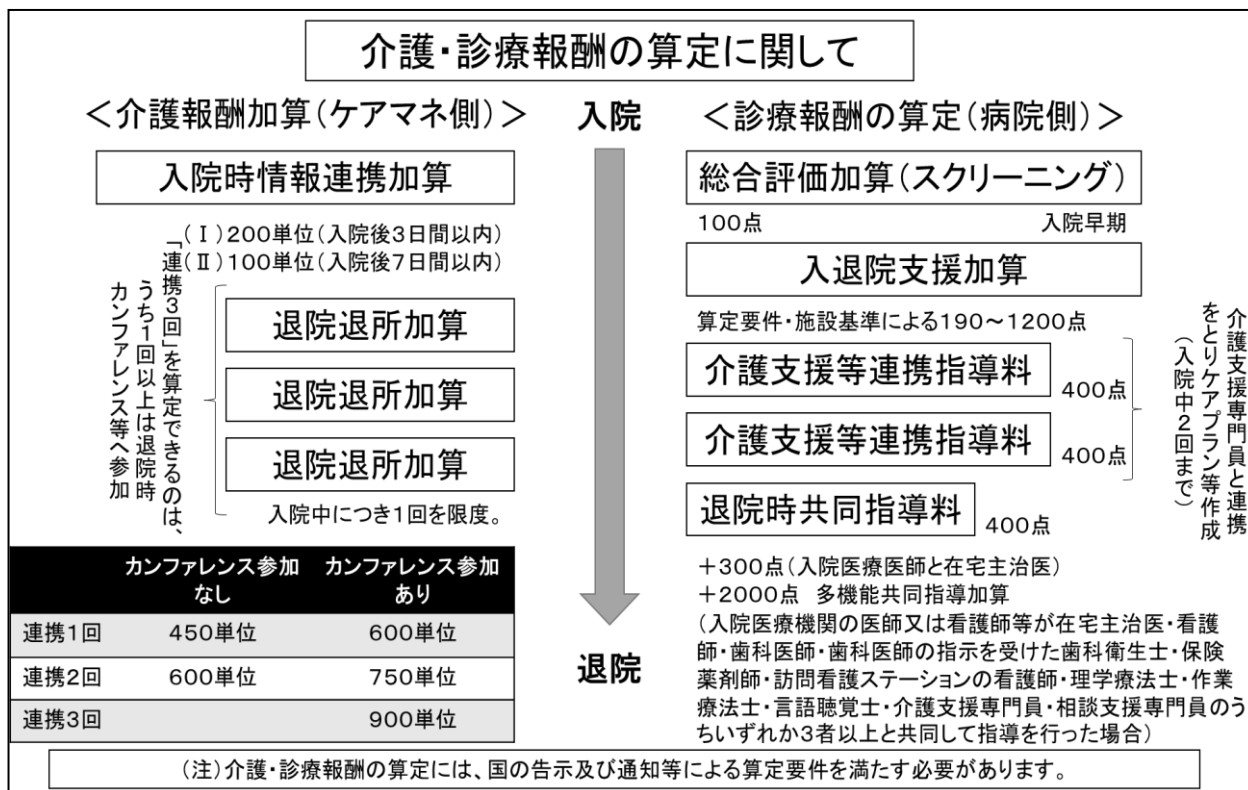 介護・診療報酬の算定に関して
＜介護報酬加算(ケアマネ側)＞
入院時情報連携加算
(Ⅰ)200単位(入院後3日間以内)
(Ⅱ)100単位(入院後7日間以内)
「連携3回」を算定できるのは、
うち1回以上は退院時
カンファレンス等へ参加
退院退所加算
退院退所加算
退院退所加算
入院中につき1回を限度。
カンファレンス参加なし
カンファレンス参加あり
連携1回 450単位 600単位
連携2回 600単位 750単位
連携3回 900単位
入院
退院
＜診療報酬の算定(病院側)＞
総合評価加算(スクリーニング)
100点 入院早期
入退院支援加算
算定要件・施設基準による190～1200点
介護支援等連携指導料
400点
介護支援等連携指導料
400点
介護支援専門員と連携
をとりケアプラン等作成
(入院中2回まで)
退院時共同指導料
400点
＋300点(入院医療医師と在宅主治医)
＋2000点 多機能共同指導加算
(入院医療機関の医師又は看護師等が在宅主治医・看護
師・歯科医師・歯科医師の指示を受けた歯科衛生士・保険
薬剤師・訪問看護ステーションの看護師・理学療法士・作業
療法士・言語聴覚士・介護支援専門員・相談支援専門員のう
ちいずれか3者以上と共同して指導を行った場合)
(注)介護・診療報酬の算定には、国の告示及び通知等による算定要件を満たす必要があります。